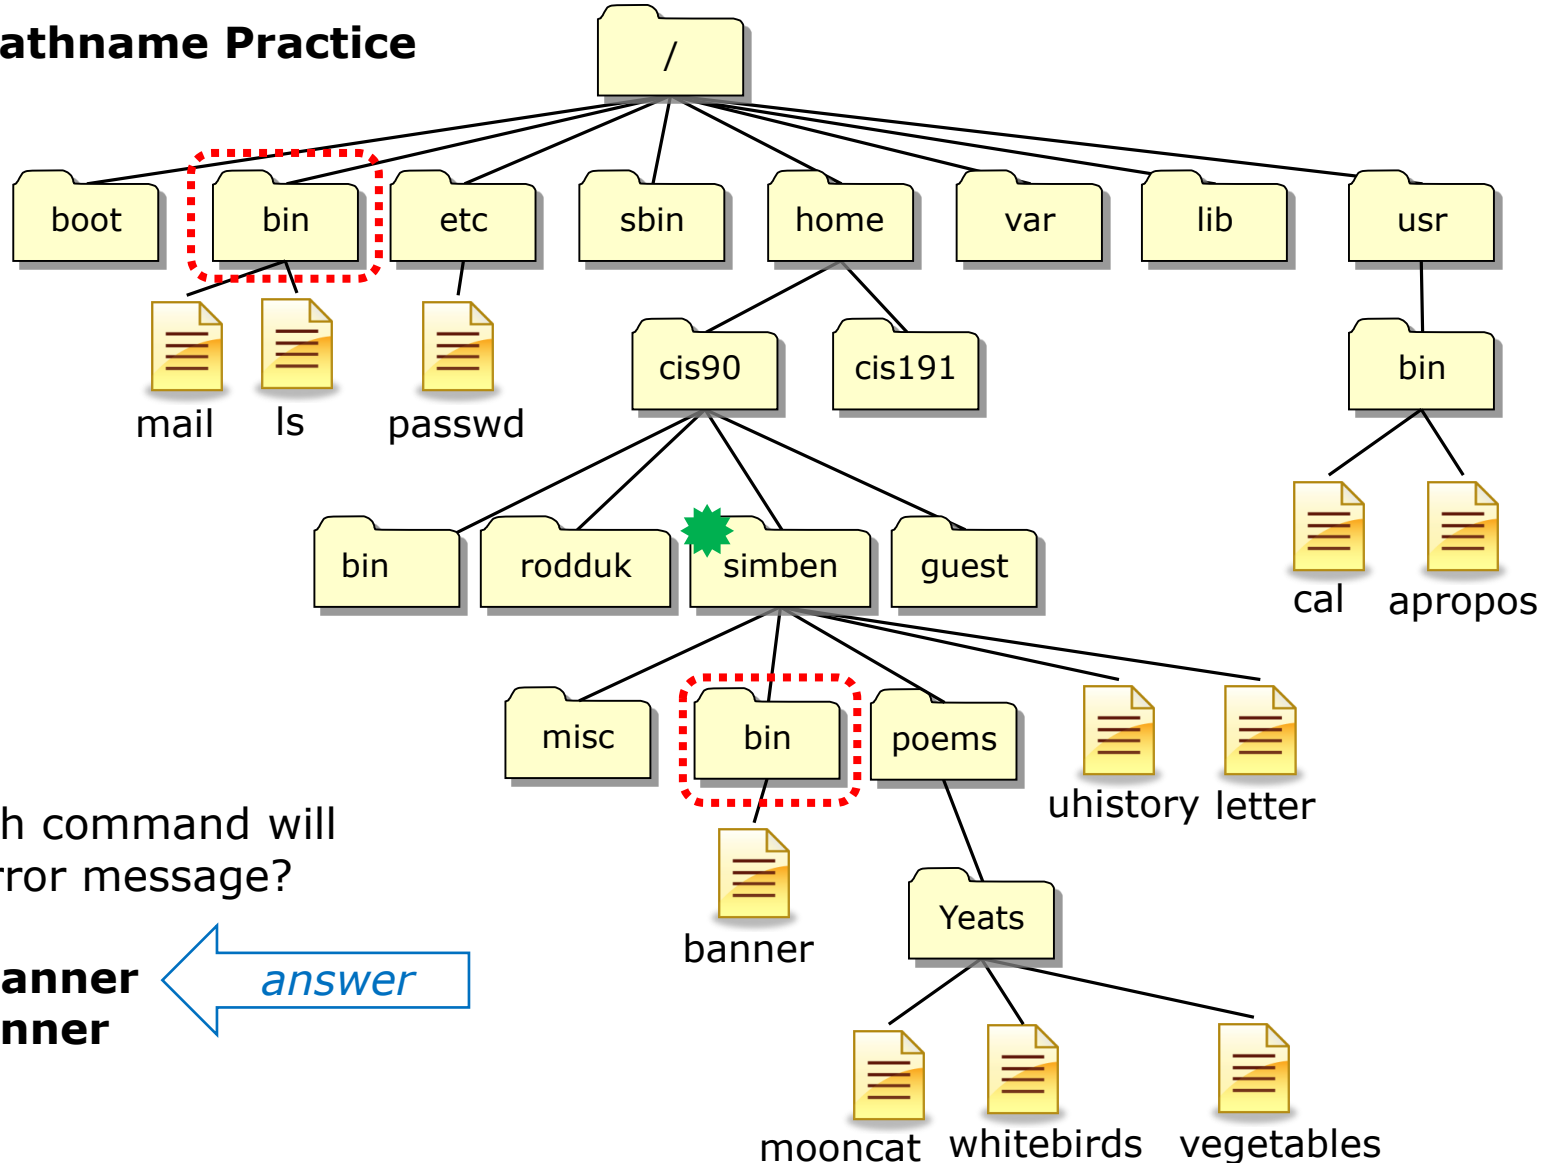 athname Practice
/
boot bin etc sbin home var lib usr
mail ls passwd cis90 cis191 bin
bin rodduk simben guest cal apropos
misc bin poems uhistory letter
h command will
rror message?
banner Yeats
anner answer
nner
mooncat whitebirds vegetables